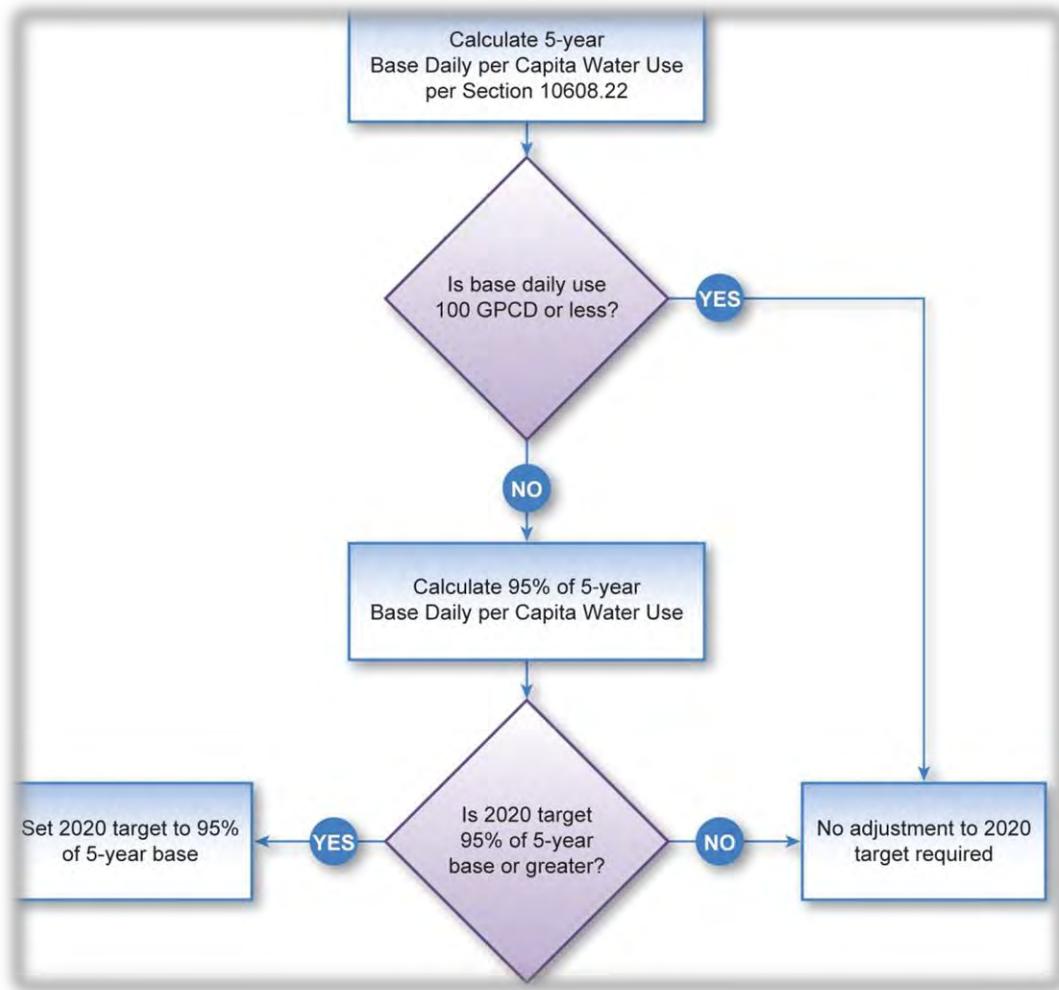 Calculate 5-year
Base Daily per Capita Water Use
per Section 10608.22
Is base daily use
100 GPCD or less?
YES
NO
Calculate 95% of 5-year
Base Daily per Capita Water Use
Is 2020 target
95% of 5-year
base or greater?
YES
NO
Set 2020 target to 95%
of 5-year base
No adjustment to 2020
target required